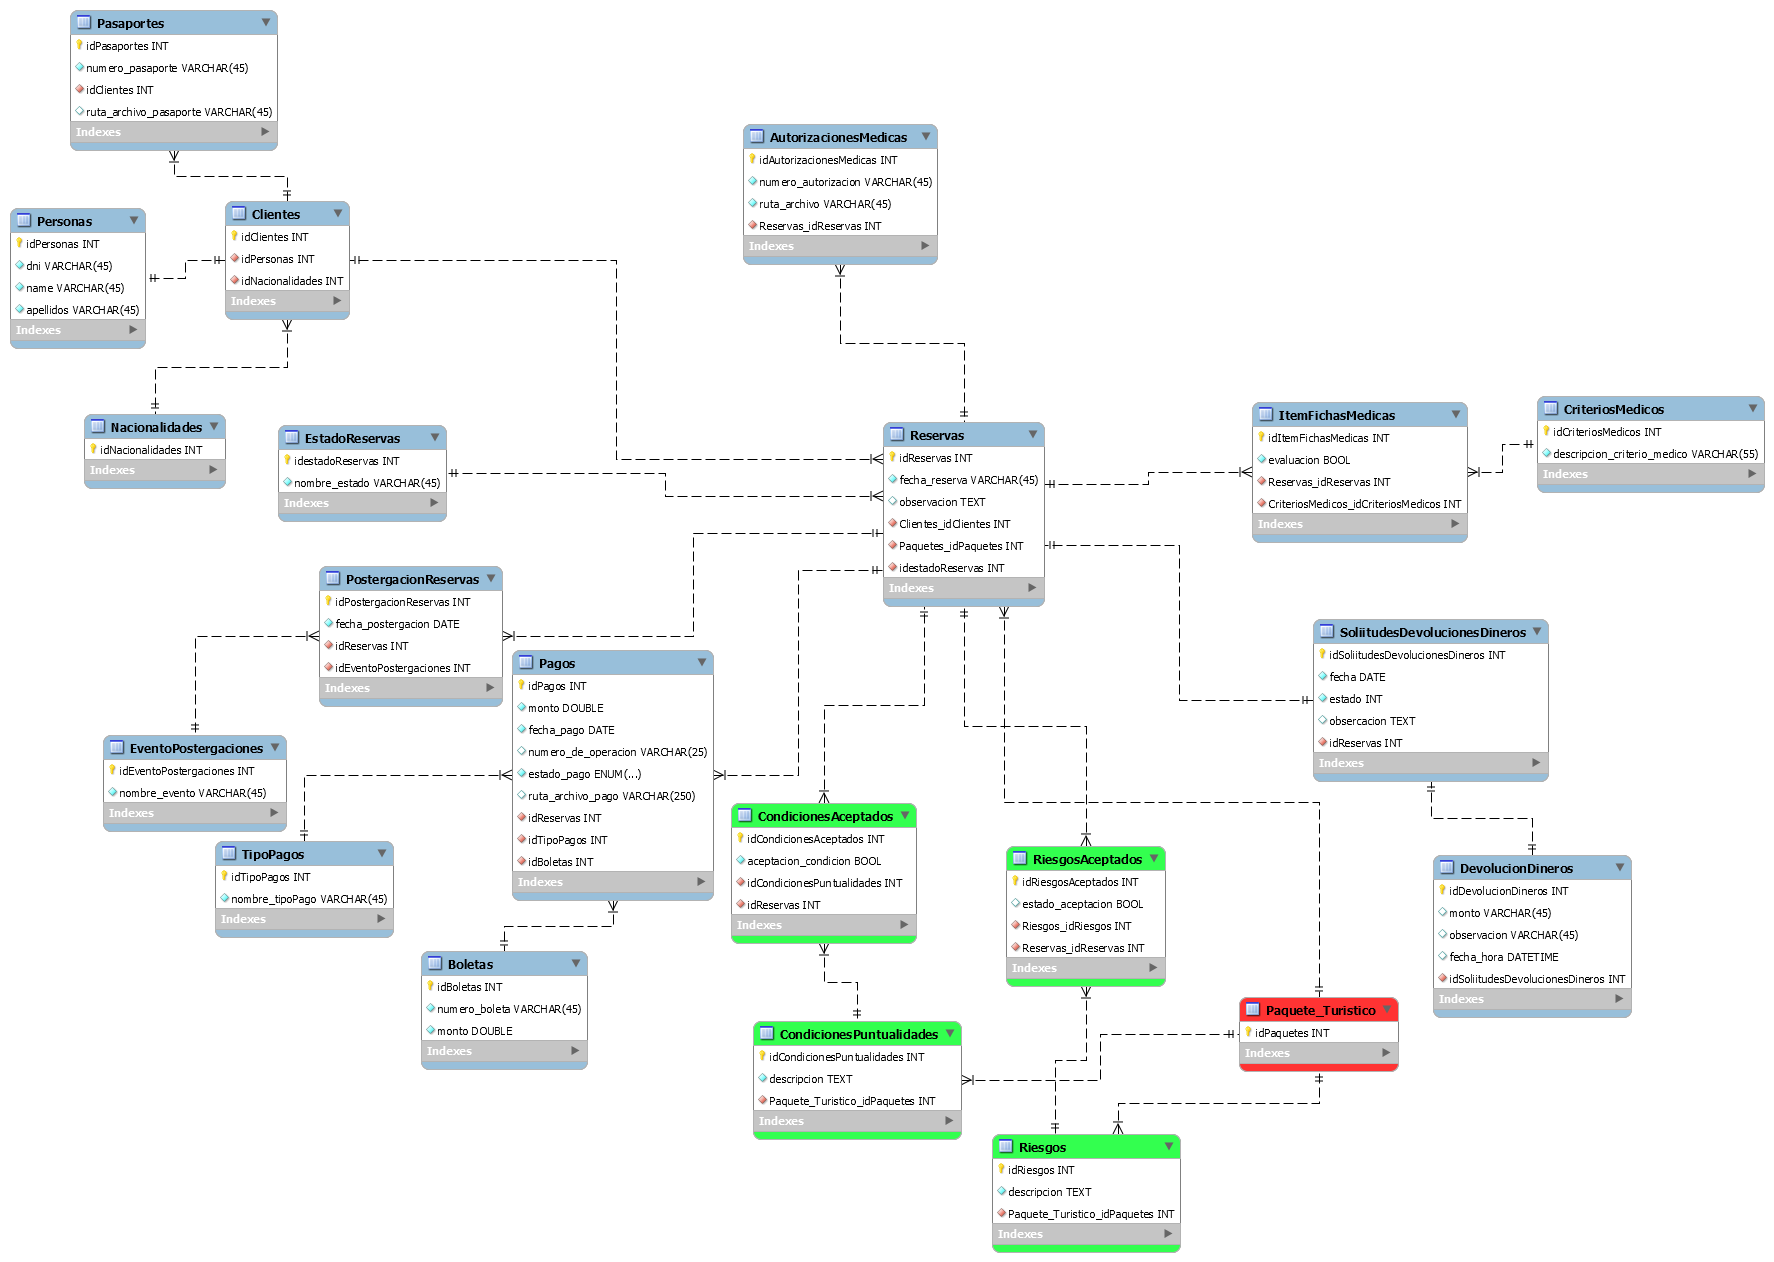 Pasaportes
idPasaportes INT
numero_pasaporte VARCHAR(45)
idClientes INT
ruta_archivo_pasaporte VARCHAR(45)
Indexes
Personas
idPersonas INT
dni VARCHAR(45)
name VARCHAR(45)
apellidos VARCHAR(45)
Indexes
Clientes
idClientes INT
idPersonas INT
idNacionalidades INT
Indexes
AutorizacionesMedicas
idAutorizacionesMedicas INT
numero_autorizacion VARCHAR(45)
ruta_archivo VARCHAR(45)
Reservas_idReservas INT
Indexes
Nacionalidades
idNacionalidades INT
Indexes
EstadoReservas
idestadoReservas INT
nombre_estado VARCHAR(45)
Indexes
Reservas
idReservas INT
fecha_reserva VARCHAR(45)
observacion TEXT
Clientes_idClientes INT
Paquetes_idPaquetes INT
idestadoReservas INT
Indexes
ItemFichasMedicas
idItemFichasMedicas INT
evaluacion BOOL
Reservas_idReservas INT
CriteriosMedicos_idCriteriosMedicos INT
Indexes
CriteriosMedicos
idCriteriosMedicos INT
descripcion_criterio_medico VARCHAR(55)
Indexes
PostergacionReservas
idPostergacionReservas INT
fecha_postergacion DATE
idReservas INT
idEventoPostergaciones INT
Indexes
Pagos
idPagos INT
monto DOUBLE
fecha_pago DATE
numero_de_operacion VARCHAR(25)
estado_pago ENUM(...)
ruta_archivo_pago VARCHAR(250)
idReservas INT
idTipoPagos INT
idBoletas INT
Indexes
SoliitudesDevolucionesDineros
idSoliitudesDevolucionesDineros INT
fecha DATE
estado INT
obsercacion TEXT
idReservas INT
Indexes
EventoPostergaciones
idEventoPostergaciones INT
nombre_evento VARCHAR(45)
Indexes
TipoPagos
idTipoPagos INT
nombre_tipoPago VARCHAR(45)
Indexes
CondicionesAceptados
idCondicionesAceptados INT
aceptacion_condicion BOOL
idCondicionesPuntualidades INT
idReservas INT
Indexes
RiesgosAceptados
idRiesgosAceptados INT
estado_aceptacion BOOL
Riesgos_idRiesgos INT
Reservas_idReservas INT
Indexes
DevolucionDineros
idDevolucionDineros INT
monto VARCHAR(45)
observacion VARCHAR(45)
fecha_hora DATETIME
idSoliitudesDevolucionesDineros INT
Indexes
Boletas
idBoletas INT
numero_boleta VARCHAR(45)
monto DOUBLE
Indexes
Paquete_Turistico
idPaquetes INT
Indexes
CondicionesPuntualidades
idCondicionesPuntualidades INT
descripcion TEXT
Paquete_Turistico_idPaquetes INT
Indexes
Riesgos
idRiesgos INT
descripcion TEXT
Paquete_Turistico_idPaquetes INT
Indexes